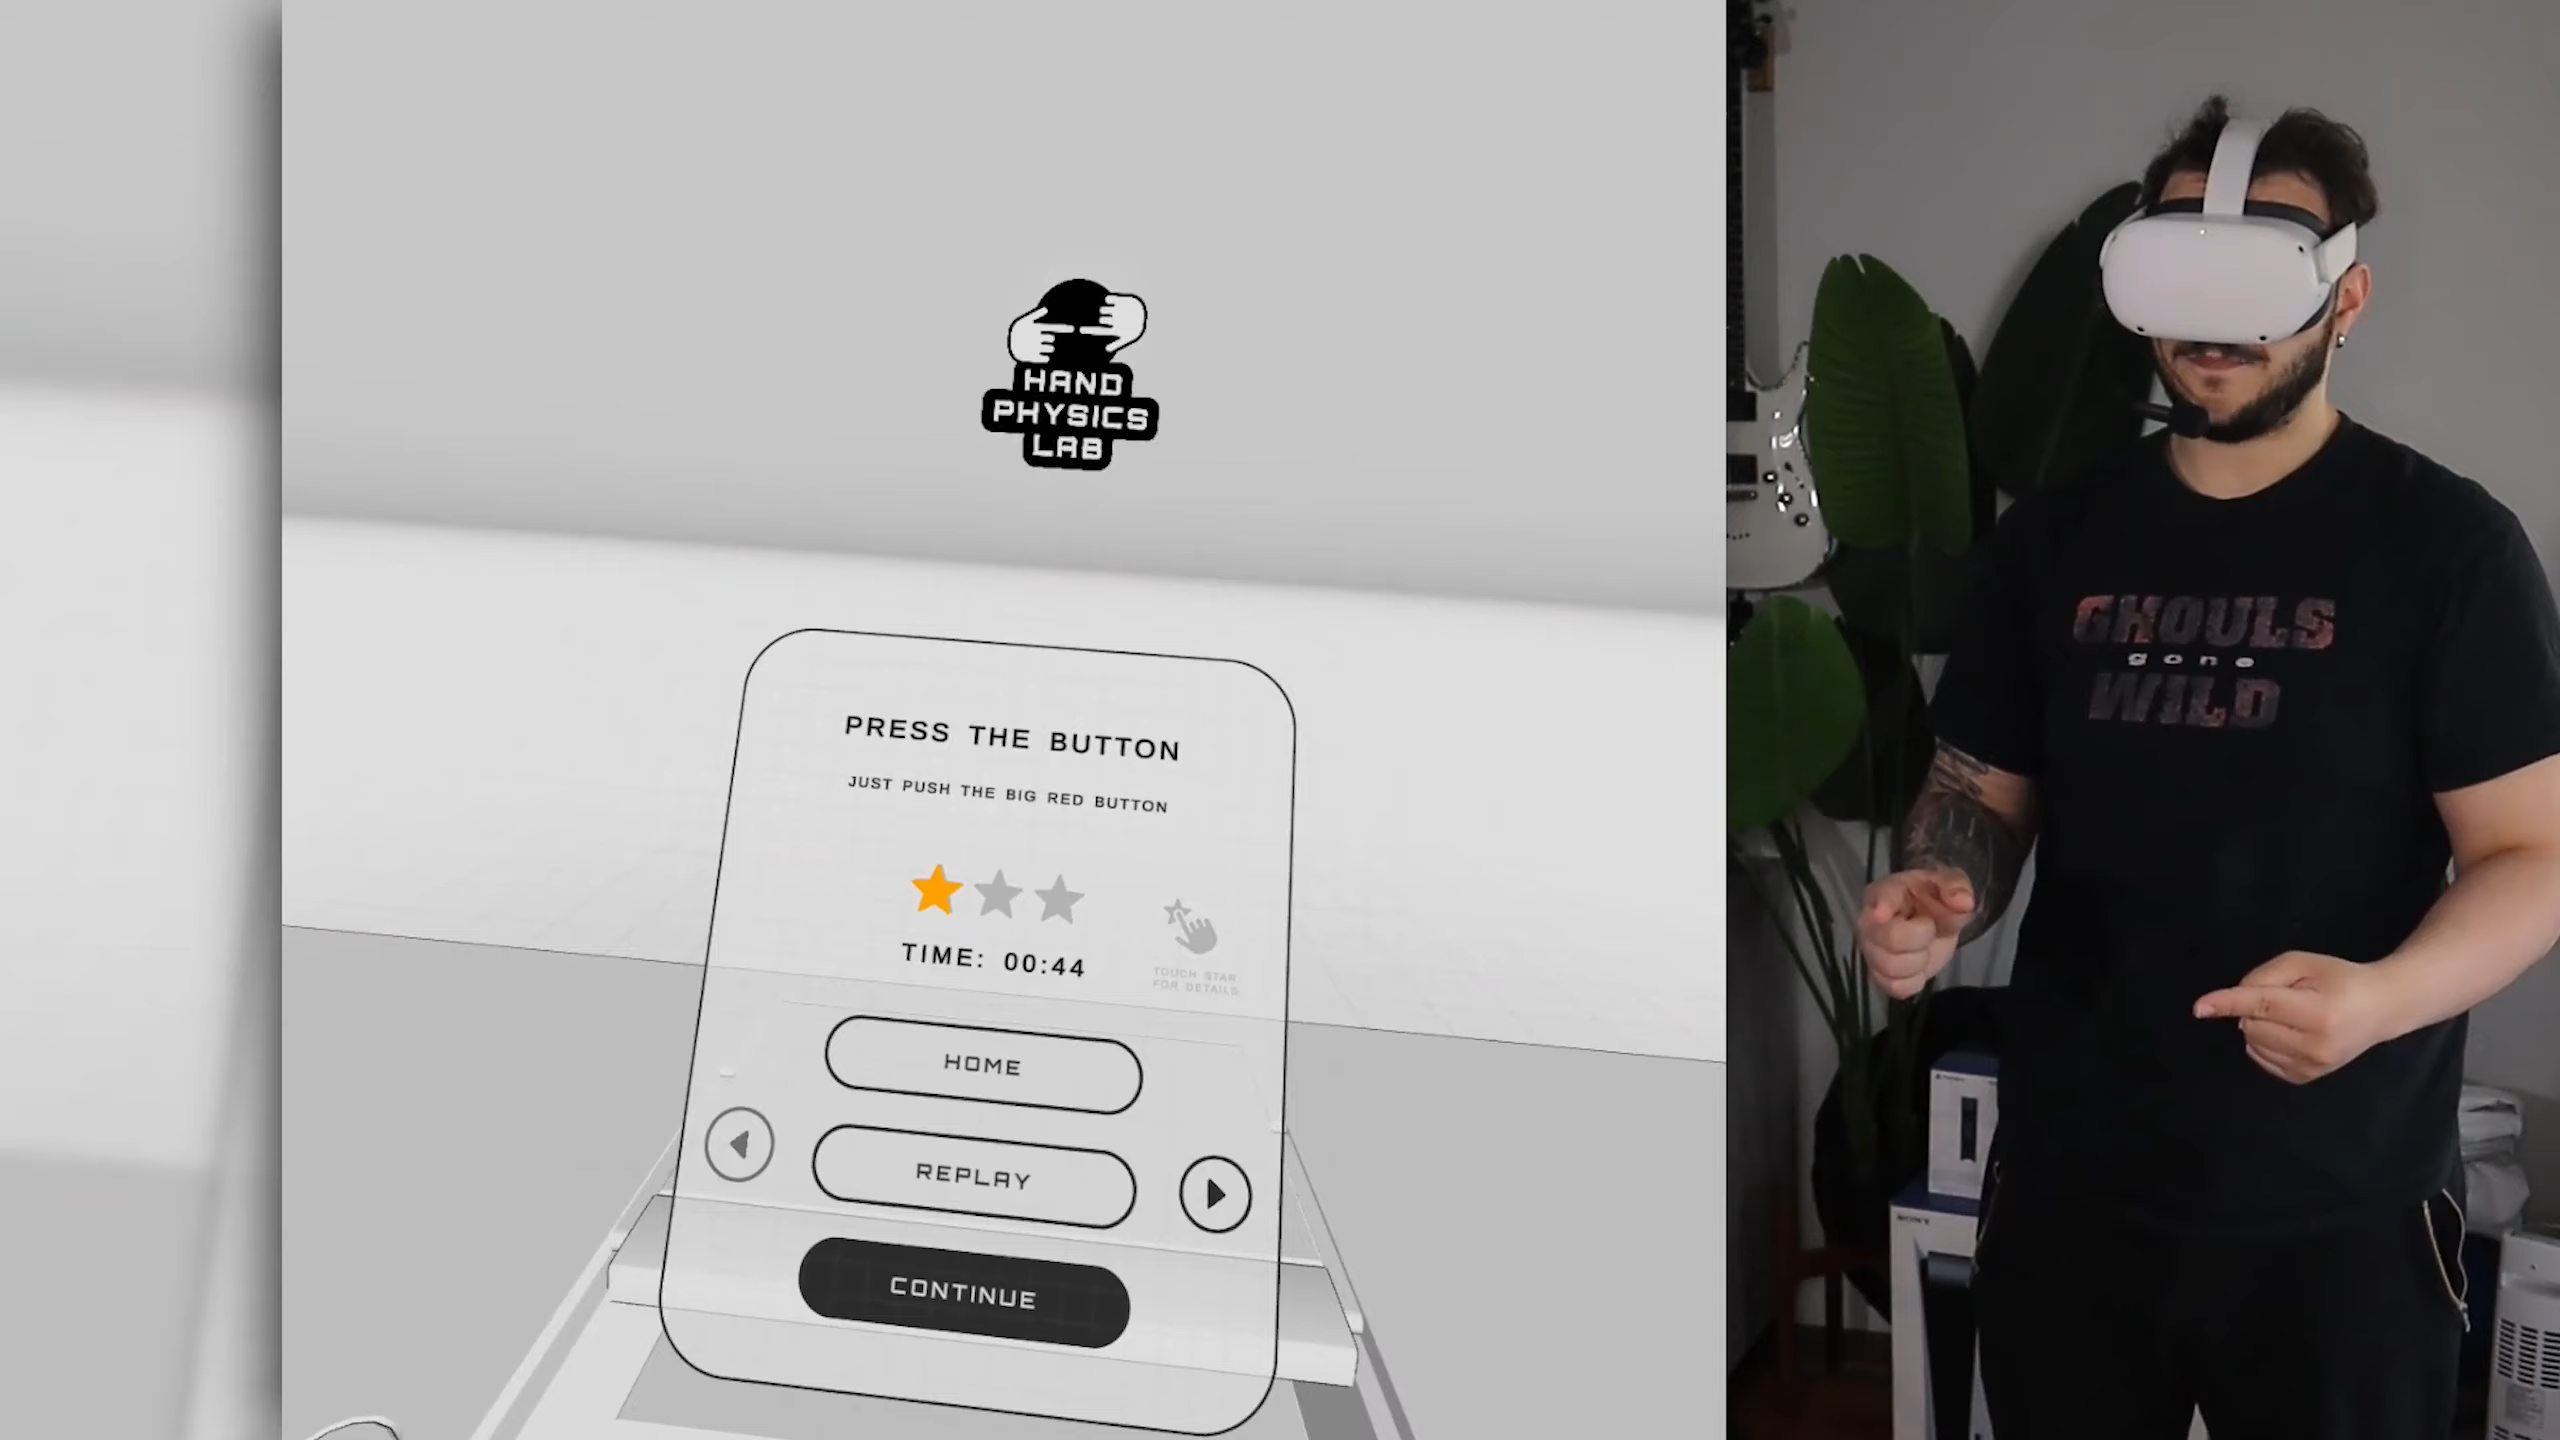 HAND
PHYSICS
LAB
PRESS THE BUTTON
JUST PUSH THE BIG RED BUTTON
TIME: 00:44
TOUCH STAR
FOR DETAILS
HOME
REPLAY
CONTINUE
GHOULS
gone
WILD
SONY